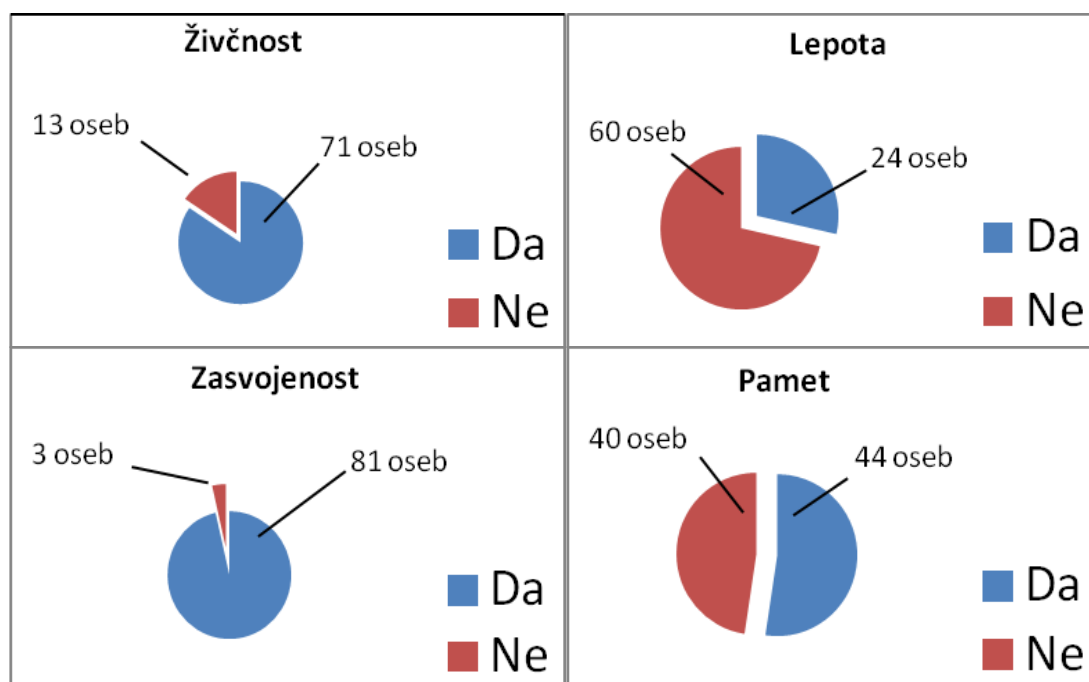 Živčnost
13 oseb
71 oseb
Da
Ne
Lepota
60 oseb
24 oseb
Da
Ne
Zasvojenost
3 oseb
81 oseb
Da
Ne
Pamet
40 oseb
44 oseb
Da
Ne